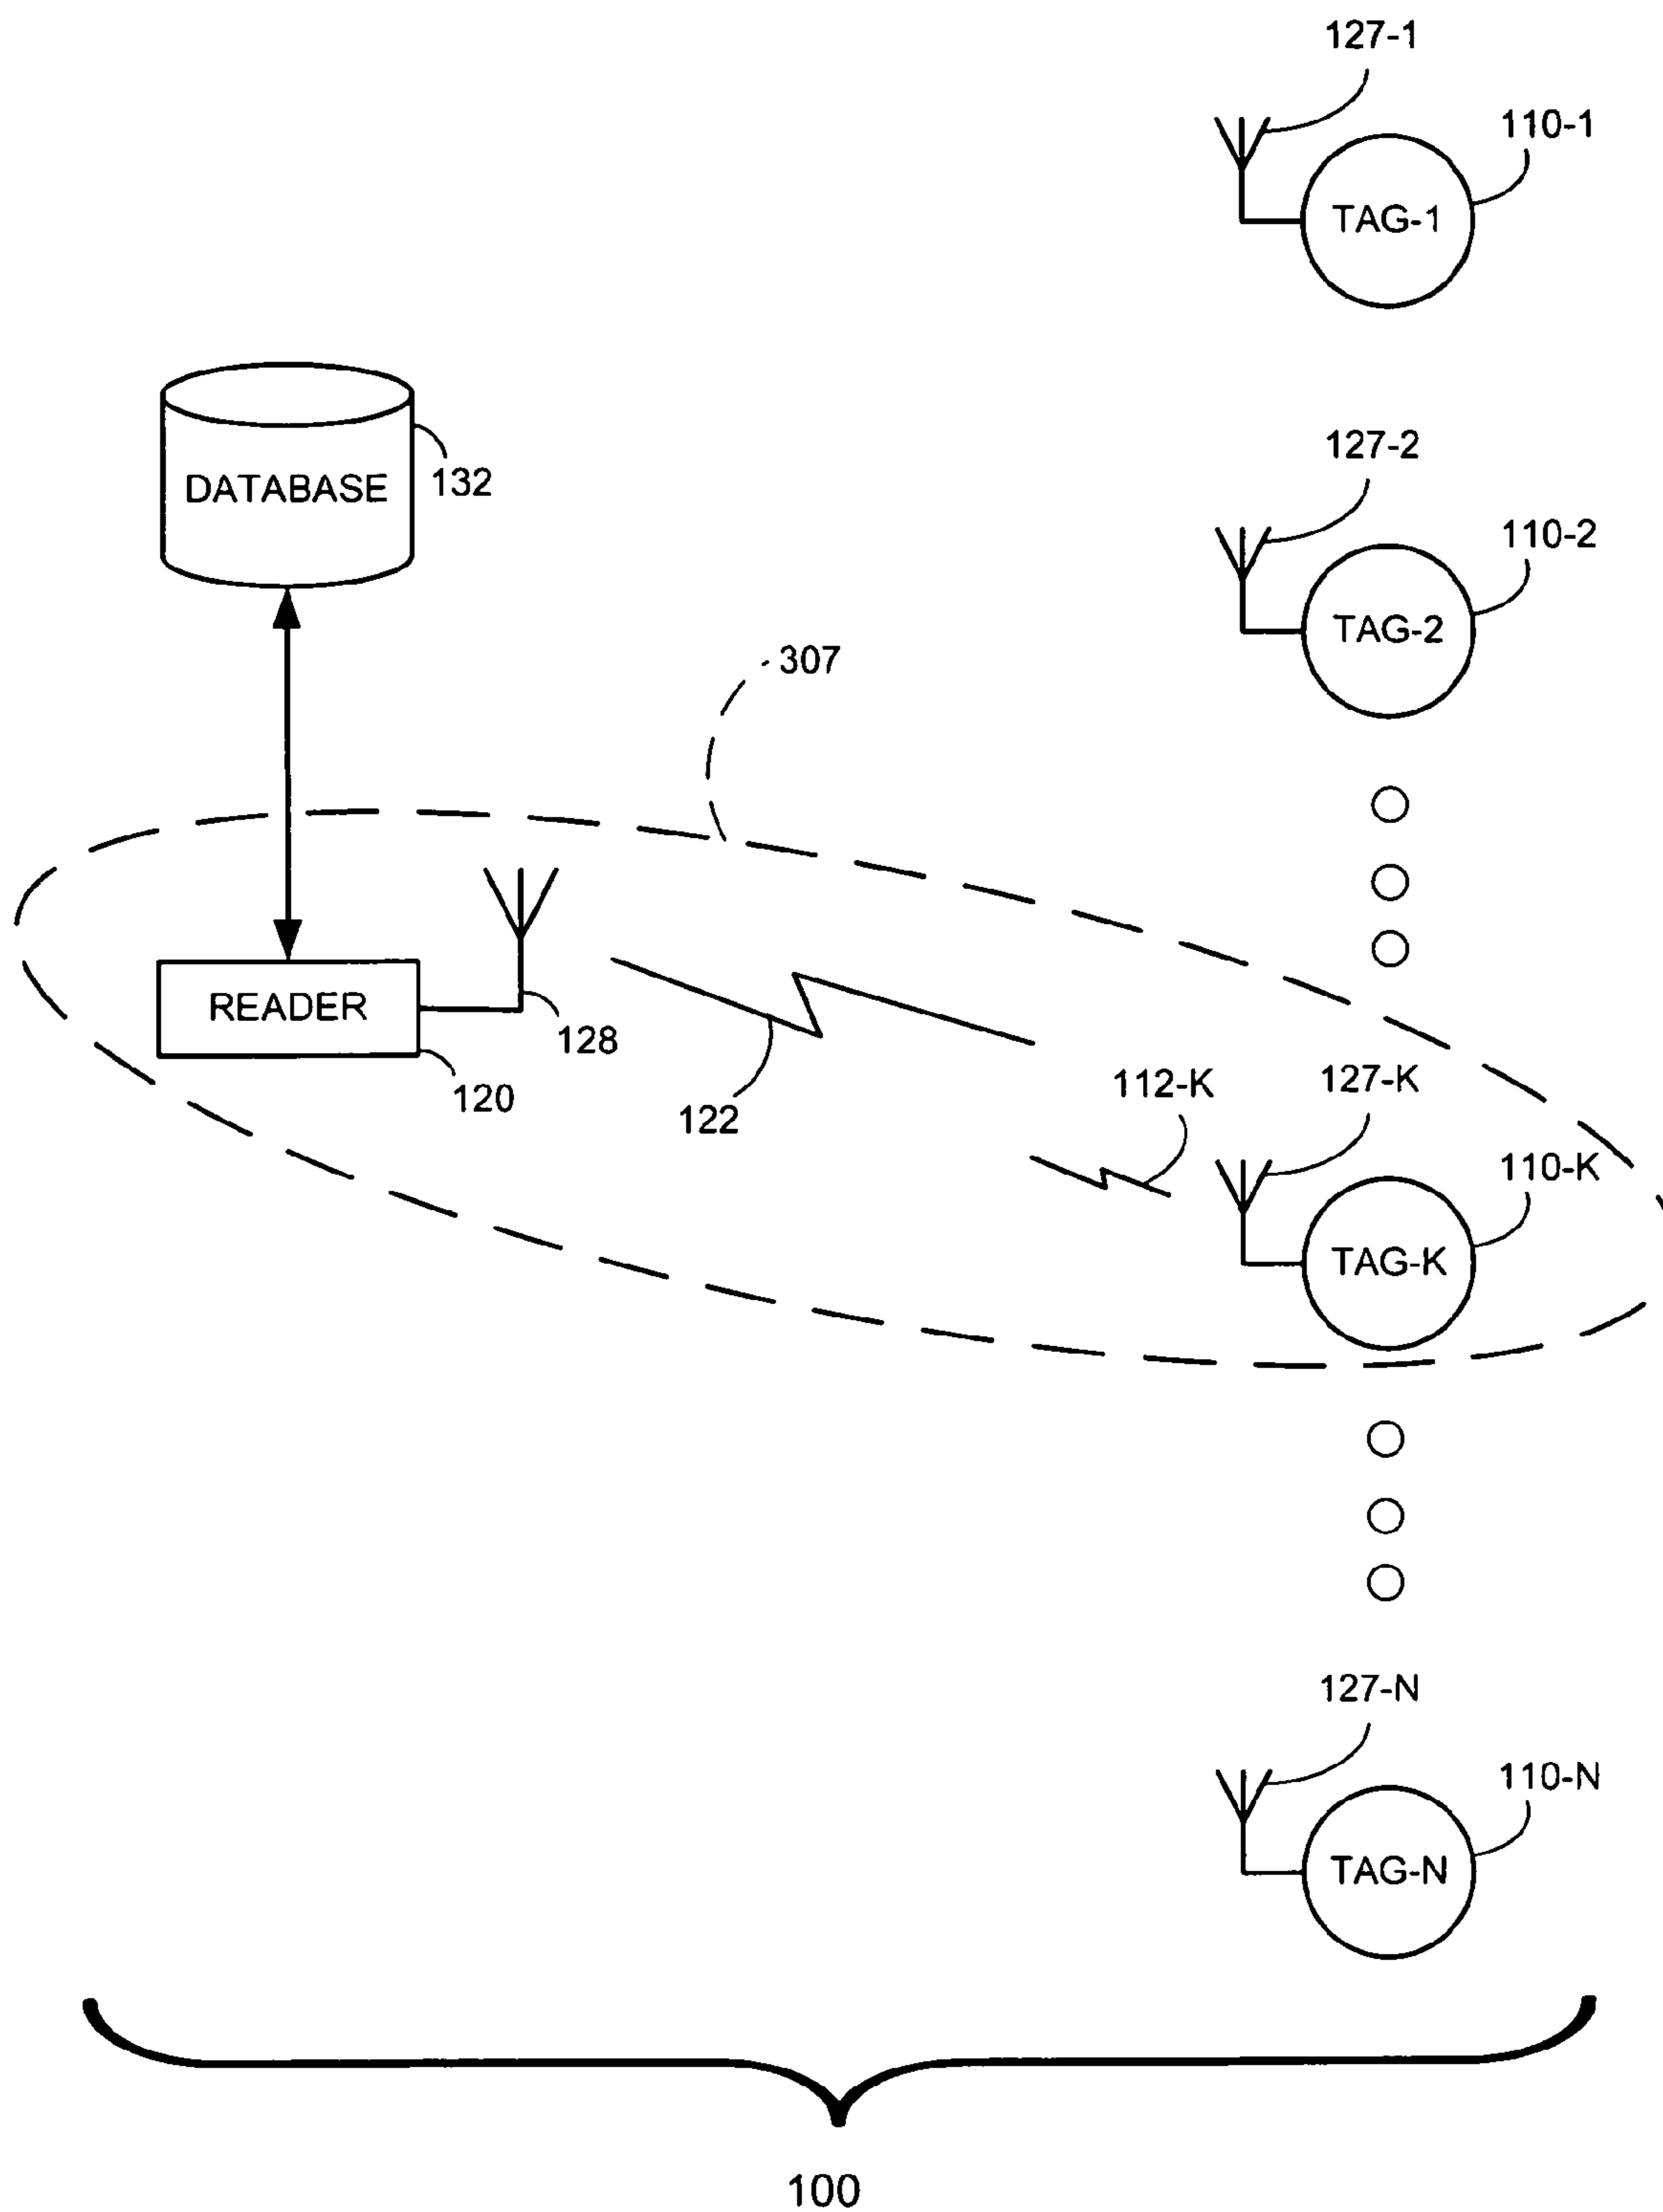 127-1
110-1
TAG-1
DATABASE
132
127-2
110-2
TAG-2
307
READER
128
120
122
112-K
127-K
110-K
TAG-K
127-N
110-N
TAG-N
100